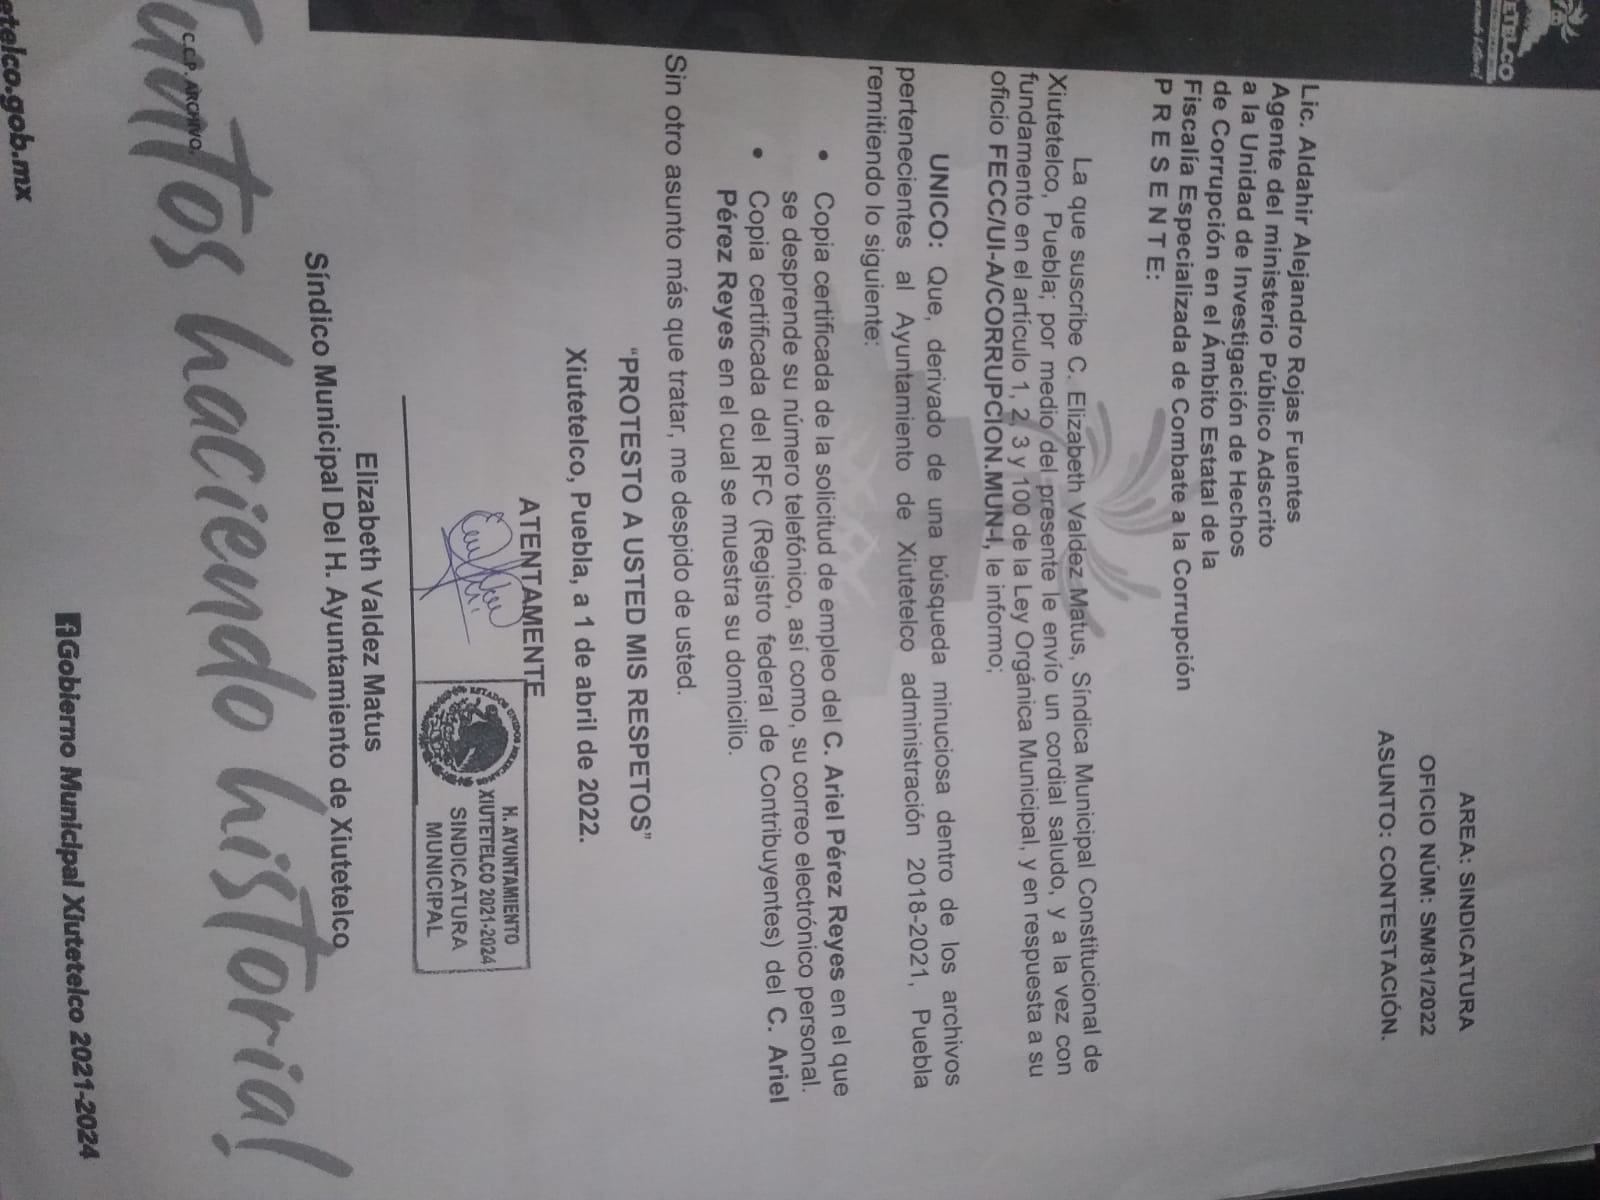 ETELCO
AREA: SINDICATURA
OFICIO NÚM: SM/81/2022
ASUNTO: CONTESTACIÓN.
Lic. Aldahir Alejandro Rojas Fuentes
Agente del ministerio Público Adscrito
a la Unidad de Investigación de Hechos
de Corrupción en el Ámbito Estatal de la
Fiscalía Especializada de Combate a la Corrupción
P R E S E N T E:
La que suscribe C. Elizabeth Valdez Matus, Síndica Municipal Constitucional de
Xiutetelco, Puebla; por medio del presente le envío un cordial saludo, y a la vez con
fundamento en el artículo 1, 2, 3 y 100 de la Ley Orgánica Municipal, y en respuesta a su
oficio FECC/UI-A/CORRUPCION.MUN-I, le informo;
UNICO: Que, derivado de una búsqueda minuciosa dentro de los archivos
pertenecientes al Ayuntamiento de Xiutetelco administración 2018-2021, Puebla
remitiendo lo siguiente:
• Copia certificada de la solicitud de empleo del C. Ariel Pérez Reyes en el que
se desprende su número telefónico, así como, su correo electrónico personal.
• Copia certificada del RFC (Registro federal de Contribuyentes) del C. Ariel
Pérez Reyes en el cual se muestra su domicilio.
Sin otro asunto más que tratar, me despido de usted.
"PROTESTO A USTED MIS RESPETOS"
Xiutetelco, Puebla, a 1 de abril de 2022.
ATENTAMENTE
ESTADOS UNIDOS MEXICANOS
H. AYUNTAMIENTO
XIUTETELCO 2021-2024
SINDICATURA
MUNICIPAL
Elizabeth Valdez Matus
Síndico Municipal Del H. Ayuntamiento de Xiutetelco
C.C.P. ARCHIVO.
untos haciendo historia!
Gobierno Municipal Xiutetelco 2021-2024
etelco.gob.mx